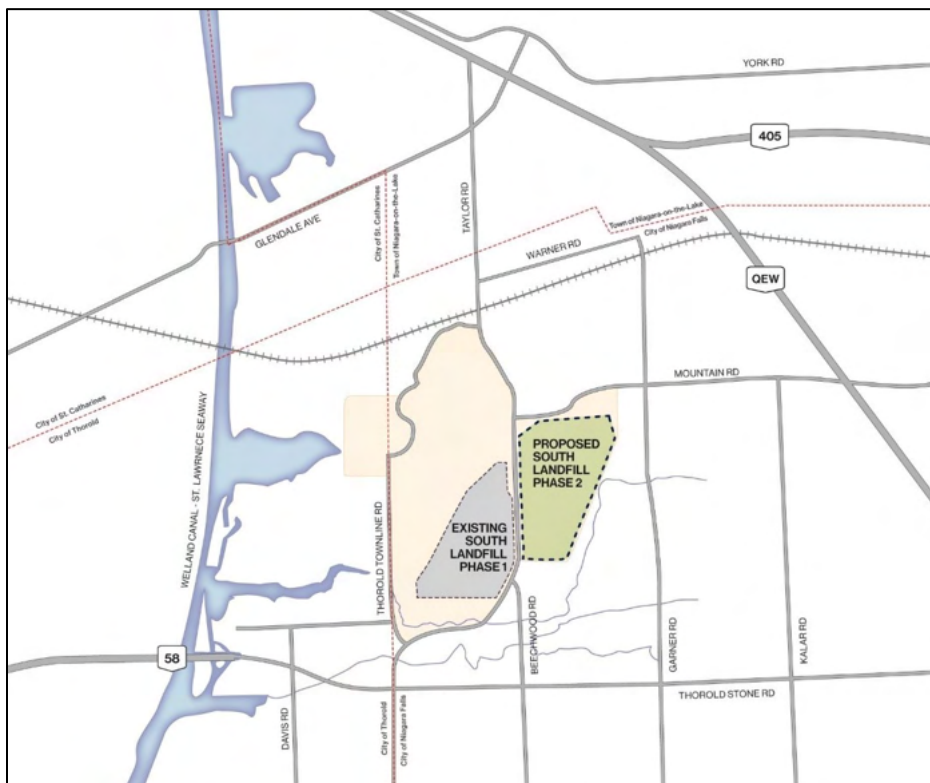 YORK RD
405
TAYLOR RD
GLENDALE AVE
City of St. Catharines
Town of Niagara-on-the-Lake
Town of Niagara-on-the-Lake
City of Niagara Falls
WARNER RD
QEW
MOUNTAIN RD
City of St. Catharines
City of Thorold
WELLAND CANAL - ST. LAWRNECE SEAWAY
PROPOSED
SOUTH
LANDFILL
PHASE 2
EXISTING
SOUTH
LANDFILL
PHASE 1
THOROLD TOWNLINE RD
BEECHWOOD RD
GARNER RD
KALAR RD
58
THOROLD STONE RD
DAVIS RD
City of Thorold
City of Niagara Falls